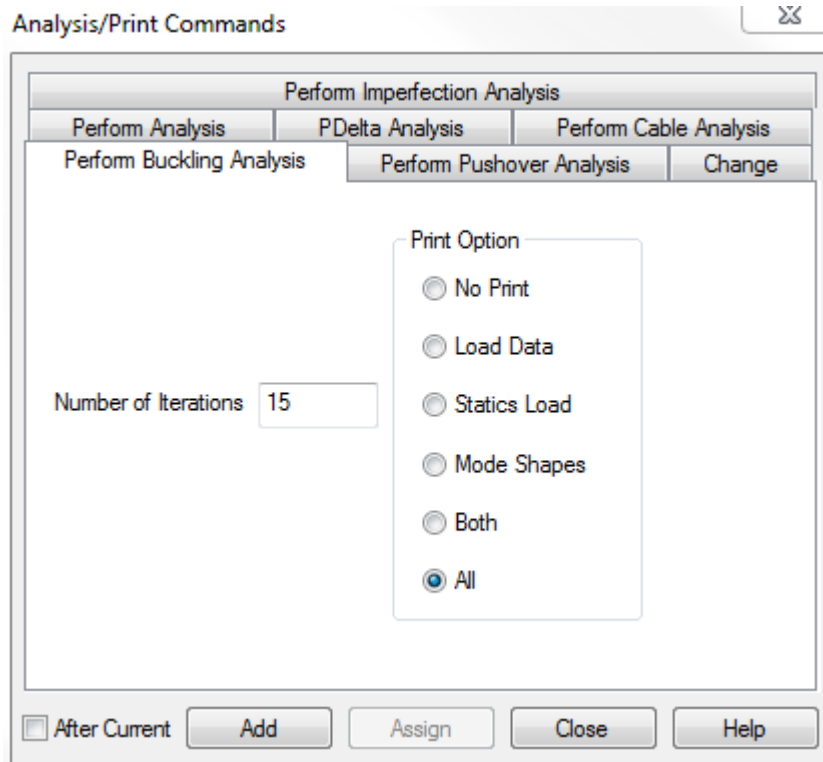 Analysis/Print Commands
Perform Imperfection Analysis
Perform Analysis PDelta Analysis Perform Cable Analysis
Perform Buckling Analysis Perform Pushover Analysis Change
Print Option
No Print
Load Data
Number of Iterations 15
Statics Load
Mode Shapes
Both
All
After Current Add Assign Close Help